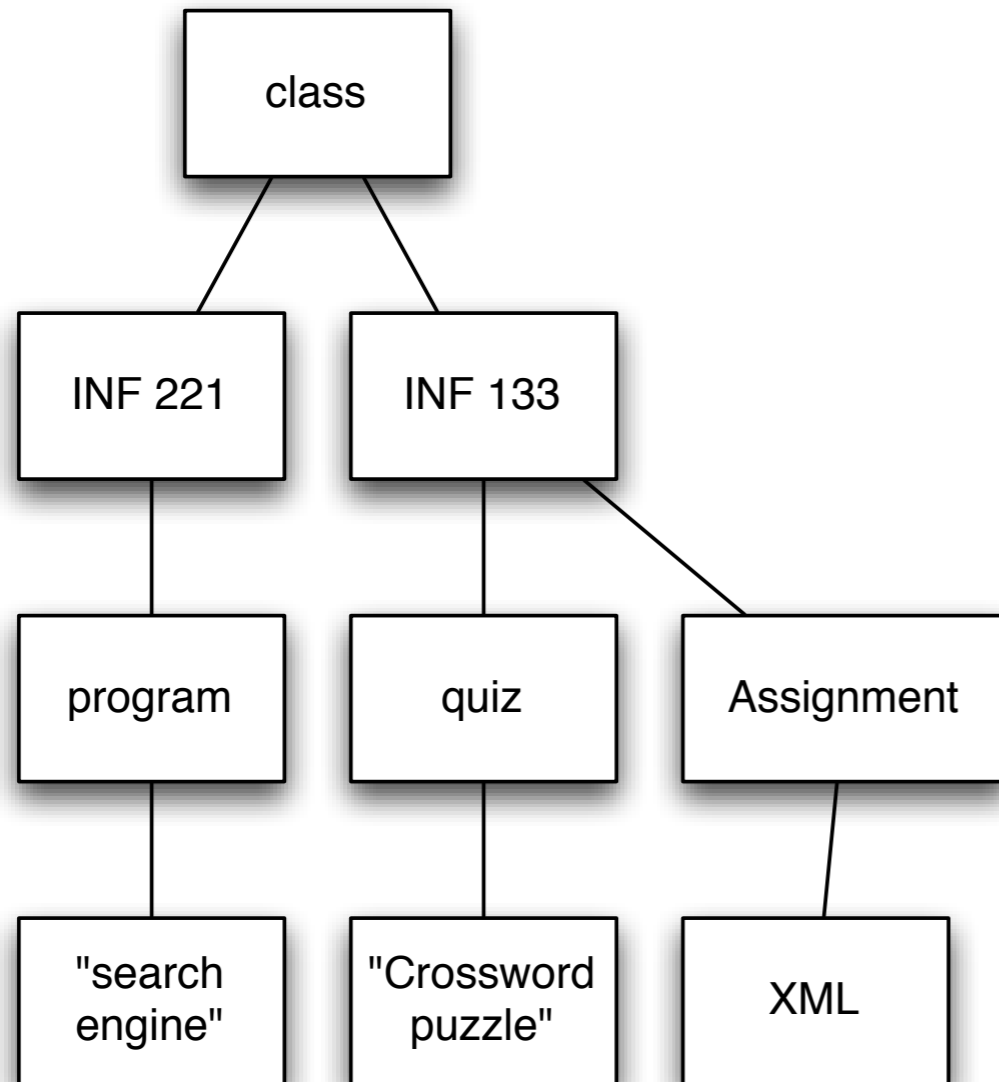 class
INF 221
INF 133
program
quiz
Assignment
"search
engine"
"Crossword
puzzle"
XML